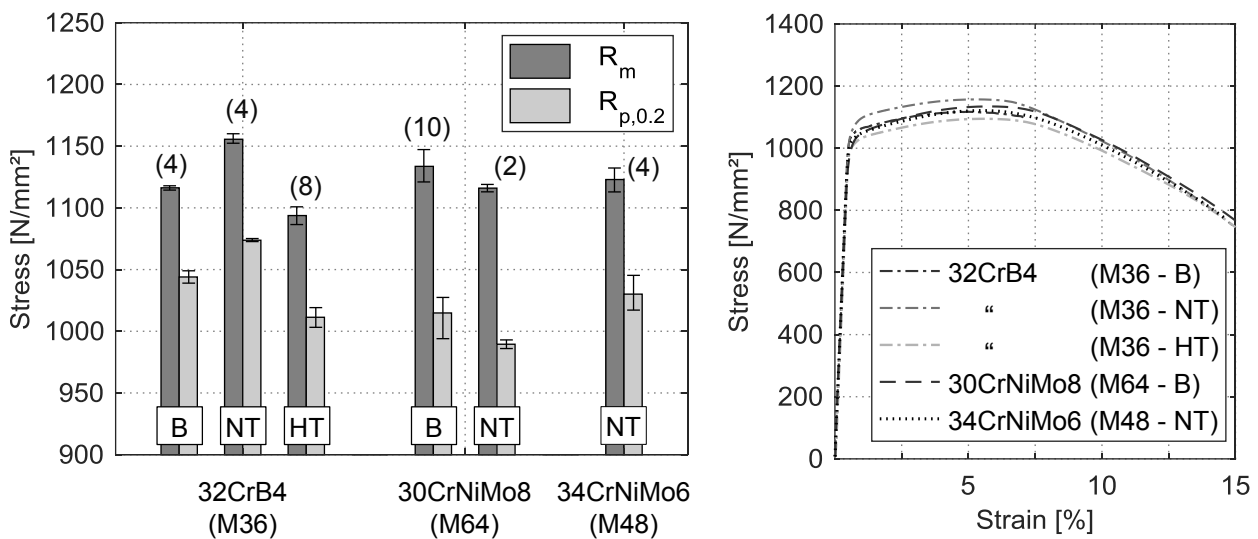 1250
1200
1150
1100
1050
1000
950
900
Stress [N/mm²]
R_m
R_p,0.2
(4)
(4)
(8)
(10)
(2)
(4)
B
NT
HT
B
NT
NT
32CrB4
(M36)
30CrNiMo8
(M64)
34CrNiMo6
(M48)
1400
1200
1000
800
600
400
200
0
Stress [N/mm²]
32CrB4 (M36 - B)
“ (M36 - NT)
“ (M36 - HT)
30CrNiMo8 (M64 - B)
34CrNiMo6 (M48 - NT)
5
10
15
Strain [%]